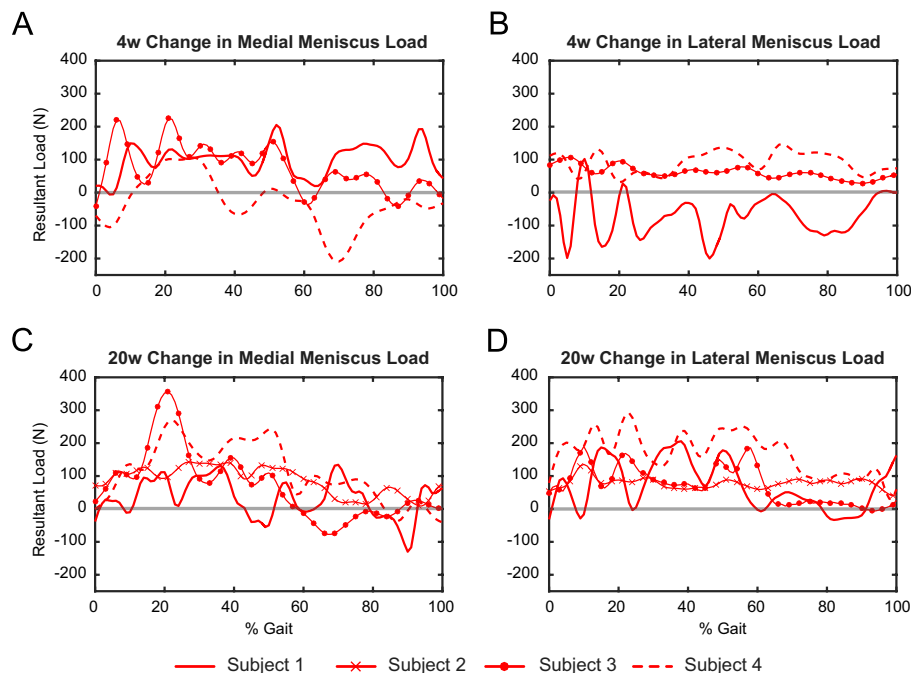 A
4w Change in Medial Meniscus Load
400
300
200
100
0
-100
-200
Resultant Load (N)
0 20 40 60 80 100
B
4w Change in Lateral Meniscus Load
400
300
200
100
0
-100
-200
0 20 40 60 80 100
C
20w Change in Medial Meniscus Load
400
300
200
100
0
-100
-200
Resultant Load (N)
0 20 40 60 80 100
% Gait
D
20w Change in Lateral Meniscus Load
400
300
200
100
0
-100
-200
0 20 40 60 80 100
% Gait
Subject 1 Subject 2 Subject 3 Subject 4